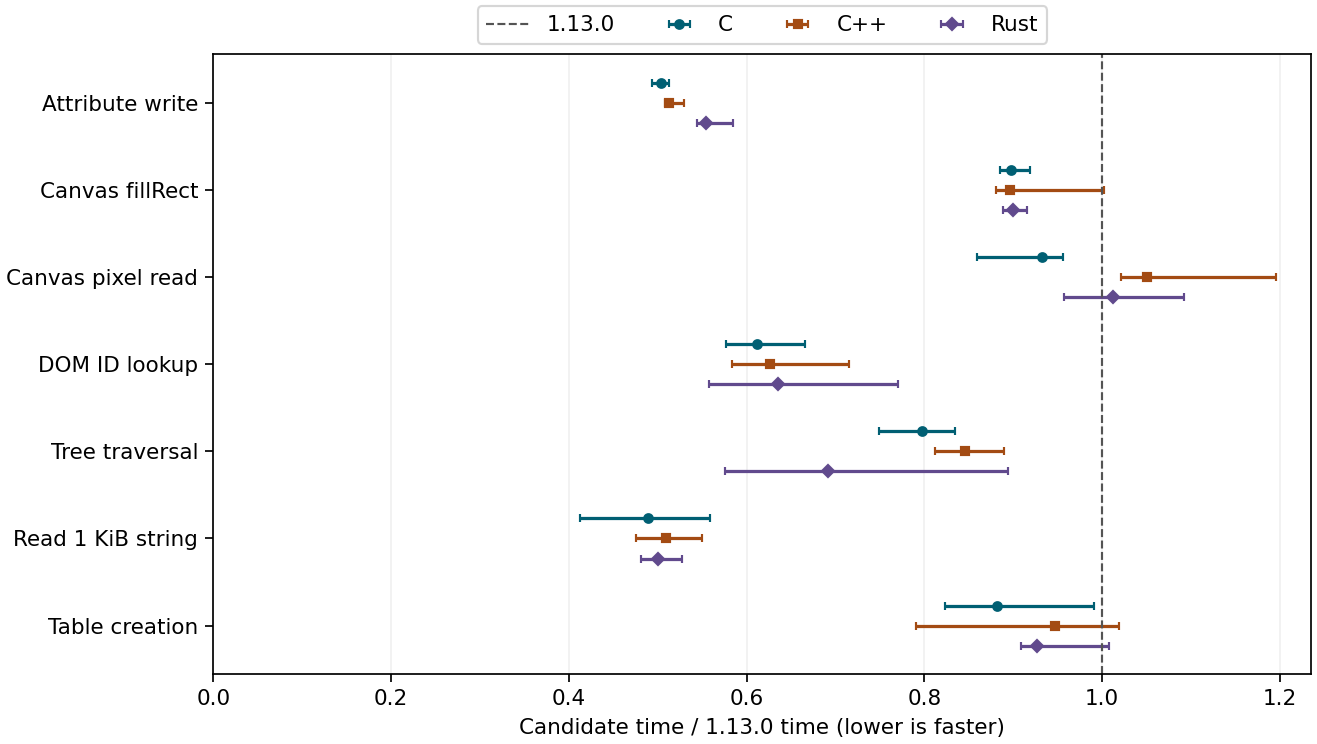 1.13.0 C C++ Rust
Attribute write
Canvas fillRect
Canvas pixel read
DOM ID lookup
Tree traversal
Read 1 KiB string
Table creation
0.0 0.2 0.4 0.6 0.8 1.0 1.2
Candidate time / 1.13.0 time (lower is faster)